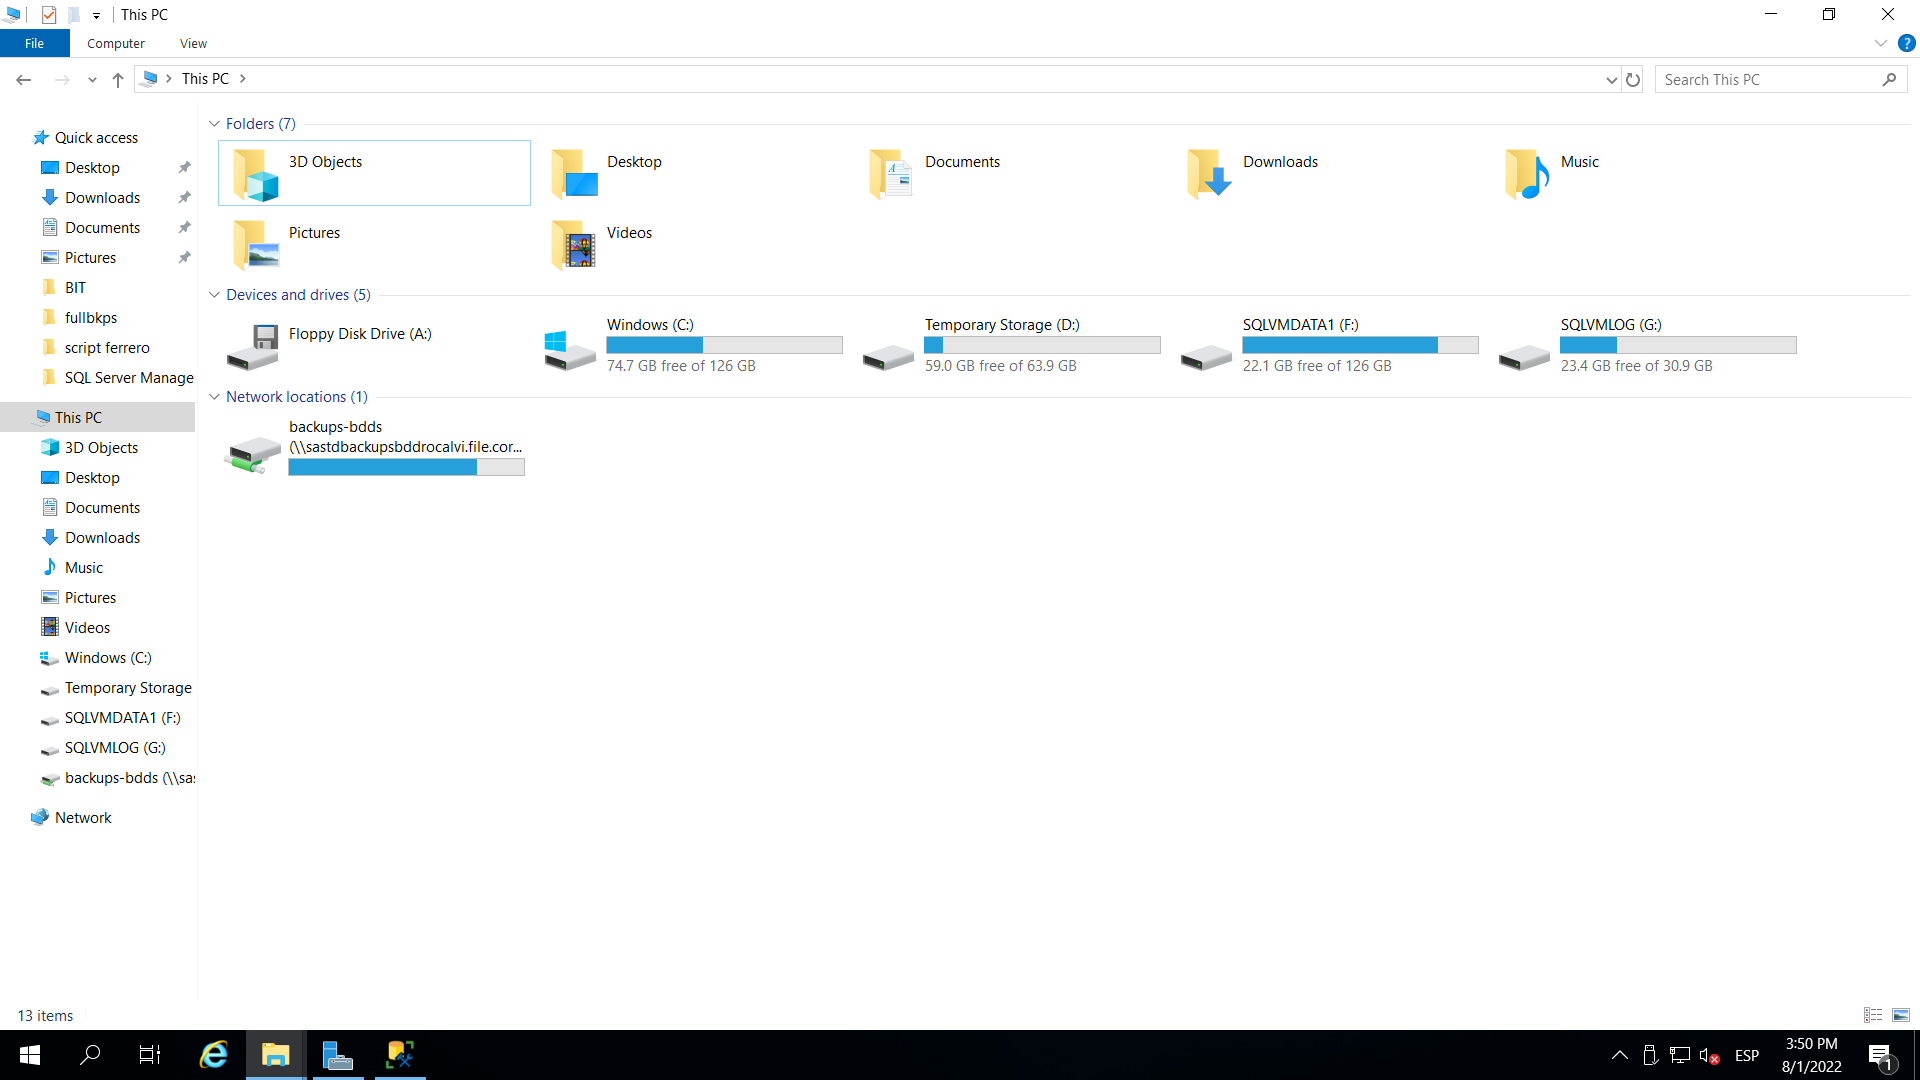 This PC
File
Computer
View
This PC
Search This PC
Quick access
Desktop
Downloads
Documents
Pictures
BIT
fullbkps
script ferrero
SQL Server Manage
This PC
3D Objects
Desktop
Documents
Downloads
Music
Pictures
Videos
Windows (C:)
Temporary Storage
SQLVMDATA1 (F:)
SQLVMLOG (G:)
backups-bdds (\\sas
Network
Folders (7)
3D Objects
Desktop
Documents
Downloads
Music
Pictures
Videos
Devices and drives (5)
Floppy Disk Drive (A:)
Windows (C:)
74.7 GB free of 126 GB
Temporary Storage (D:)
59.0 GB free of 63.9 GB
SQLVMDATA1 (F:)
22.1 GB free of 126 GB
SQLVMLOG (G:)
23.4 GB free of 30.9 GB
Network locations (1)
backups-bdds
(\\sastdbackupsbddrocalvi.file.cor...
13 items
ESP
3:50 PM
8/1/2022
1